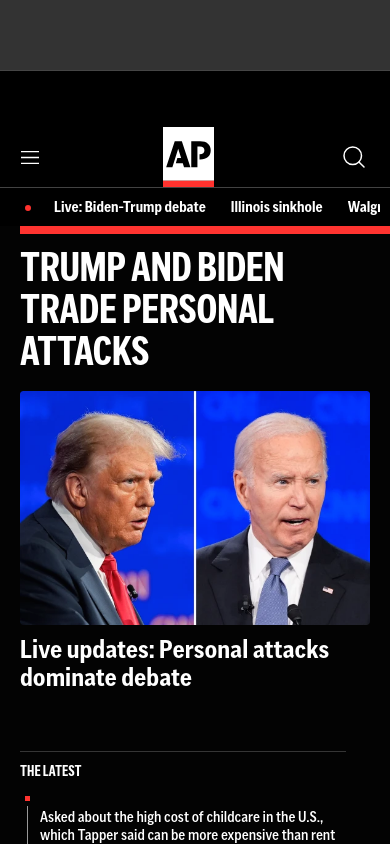 AP
Live: Biden-Trump debate Illinois sinkhole
TRUMP AND BIDEN
TRADE PERSONAL
ATTACKS
Live updates: Personal attacks
dominate debate
THE LATEST
Asked about the high cost of childcare in the U.S.,
which Tapper said can be more expensive than rent